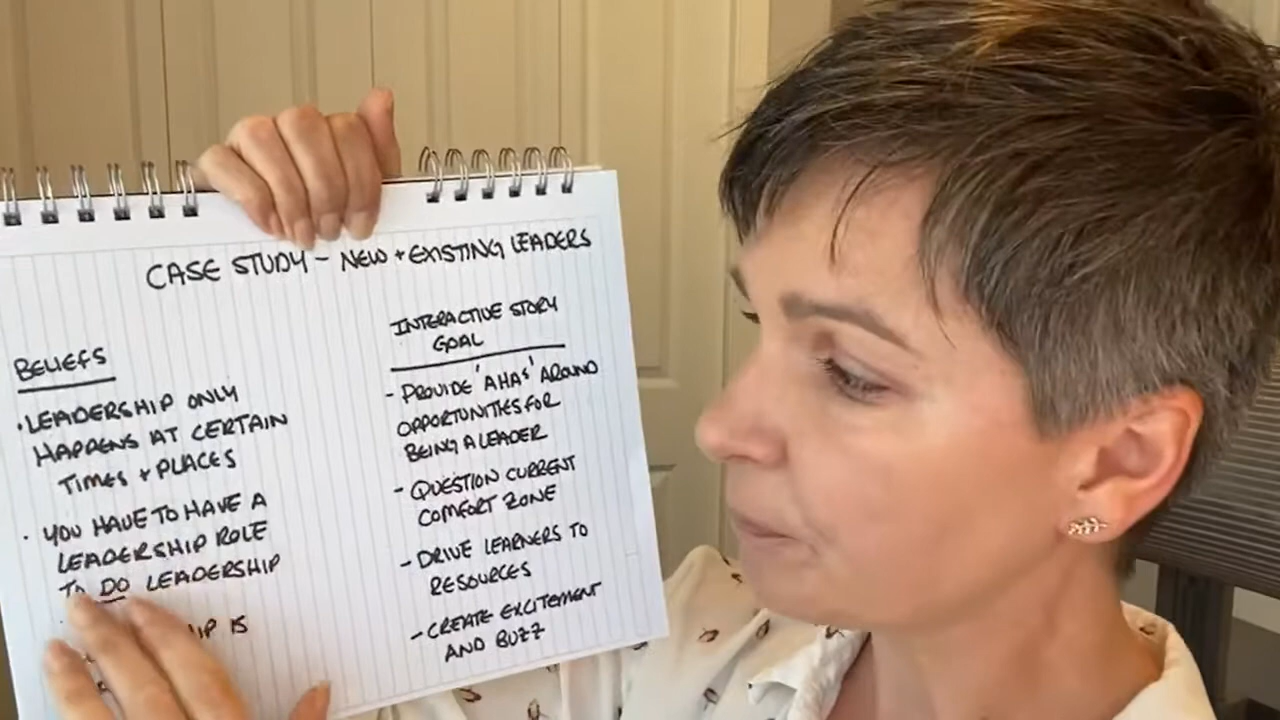 CASE STUDY - NEW + EXISTING LEADERS
BELIEFS
• LEADERSHIP ONLY
HAPPENS AT CERTAIN
TIMES + PLACES
• YOU HAVE TO HAVE A
LEADERSHIP ROLE
TO DO LEADERSHIP
IS
INTERACTIVE STORY
GOAL
- PROVIDE 'AHAS' AROUND
OPPORTUNITIES FOR
BEING A LEADER
- QUESTION CURRENT
COMFORT ZONE
- DRIVE LEARNERS TO
RESOURCES
- CREATE EXCITEMENT
AND BUZZ